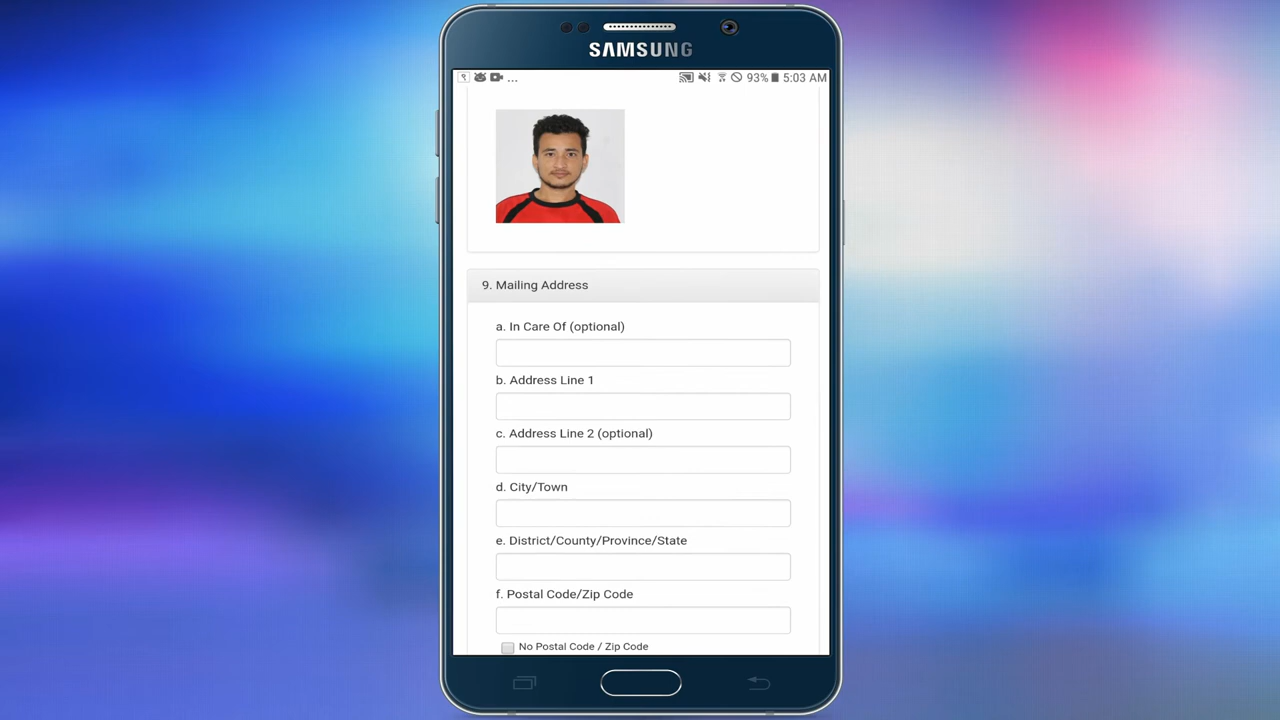 SAMSUNG
... 93% 5:03 AM
9. Mailing Address
a. In Care Of (optional)
b. Address Line 1
c. Address Line 2 (optional)
d. City/Town
e. District/County/Province/State
f. Postal Code/Zip Code
No Postal Code / Zip Code